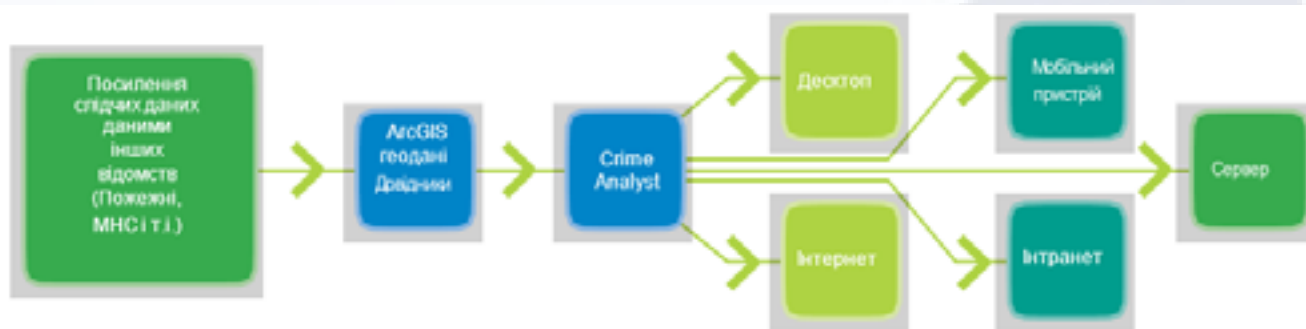 Посилення
слідчих даних
даними
інших
відомств
(Пожежні,
МНС і т.і.)
ArcGIS
геодані
Довідники
Crime
Analyst
Десктоп
Мобільний
пристрій
Сервер
Інтернет
Інтранет